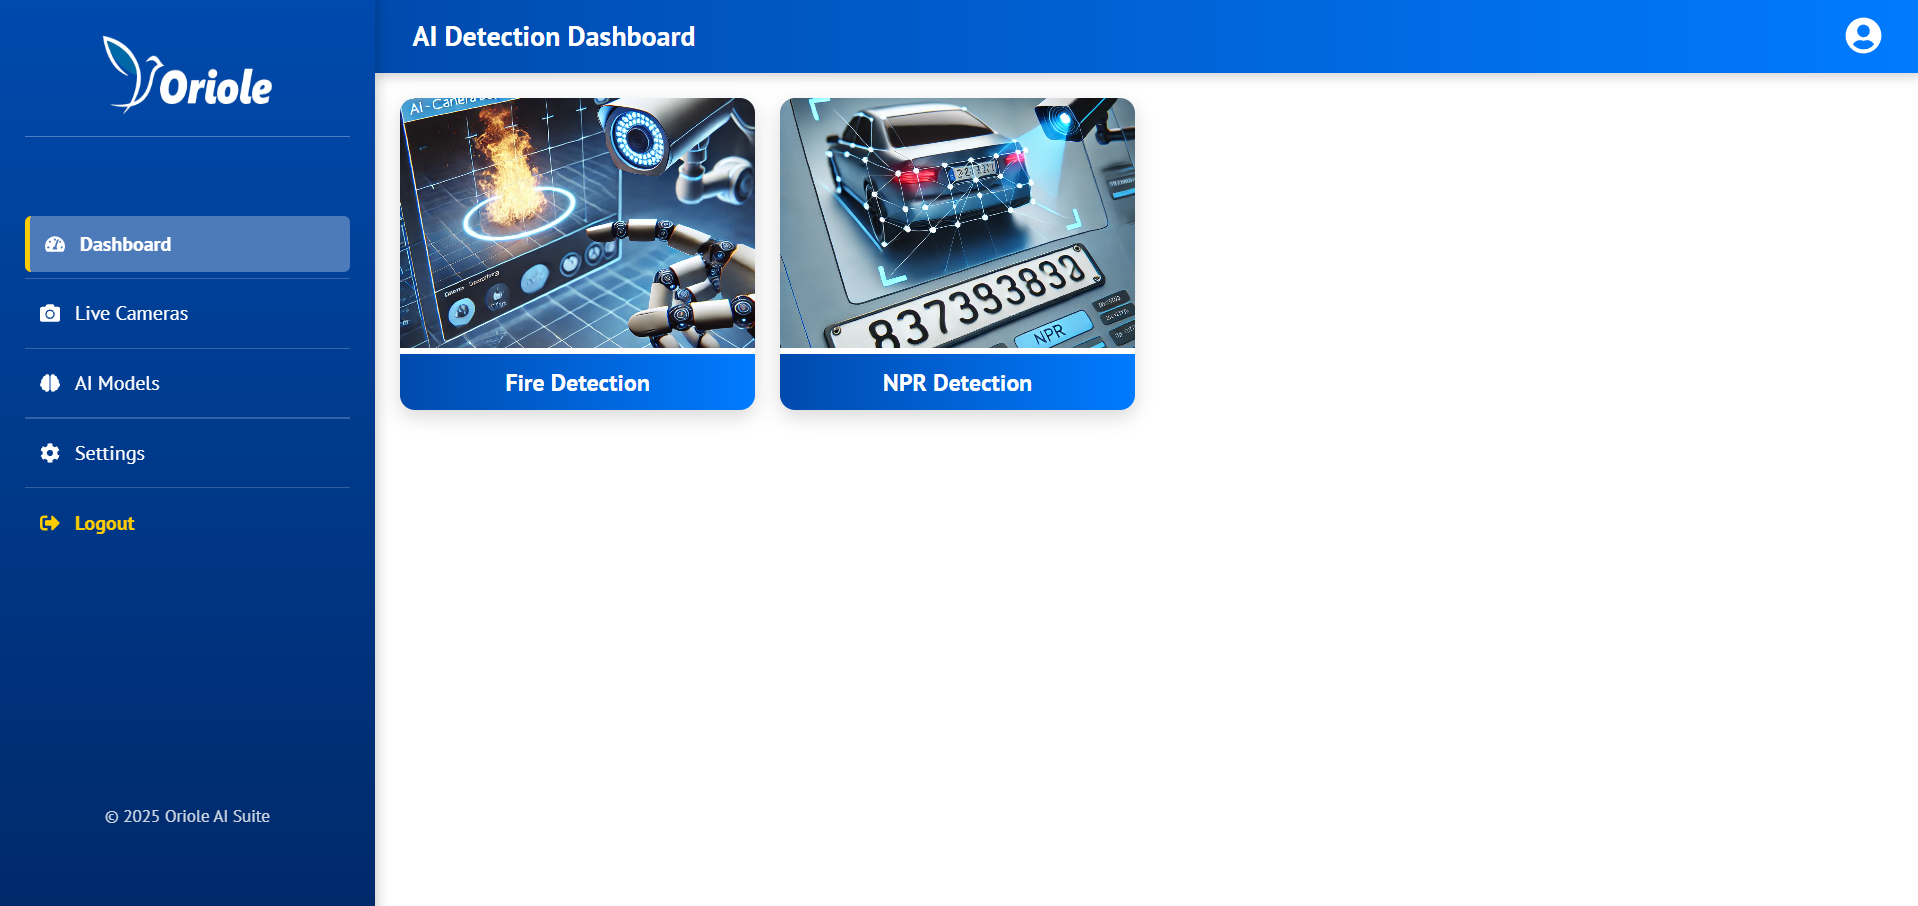 Oriole
AI Detection Dashboard
Dashboard
Live Cameras
AI Models
Settings
Logout
© 2025 Oriole AI Suite
AI - Camera
Fire Detection
837393832
NPR
NPR Detection